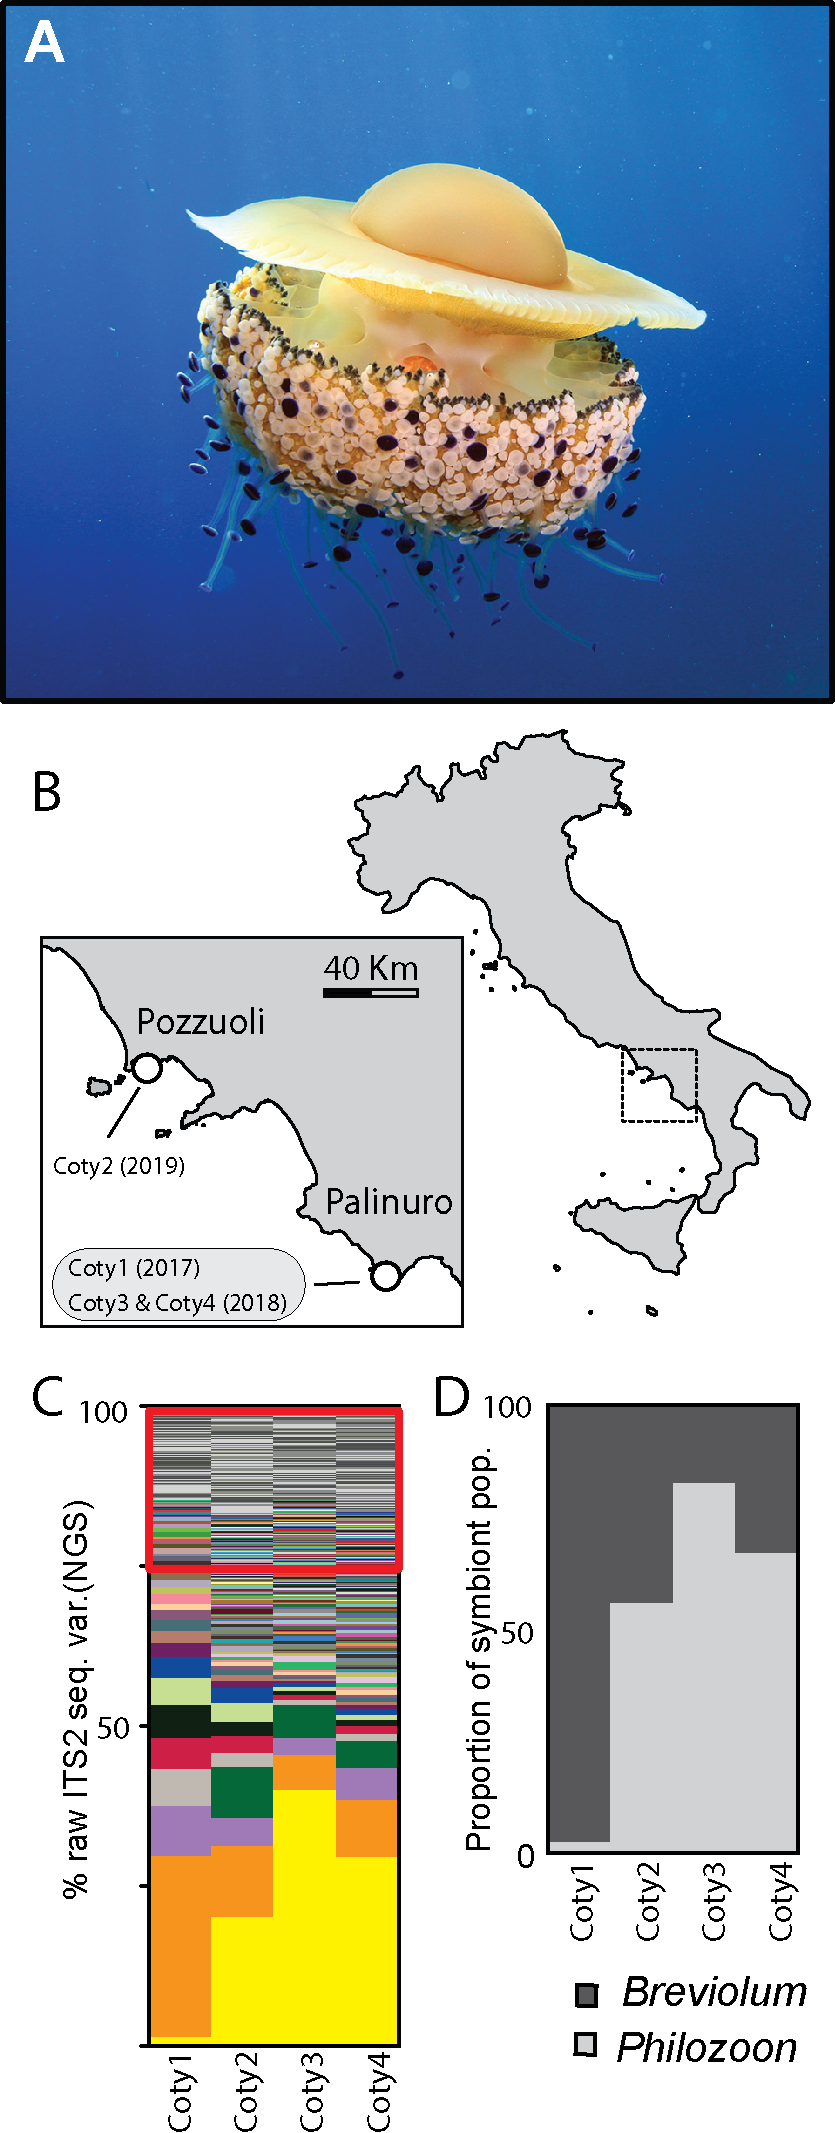 A
B
40 Km
Pozzuoli
Coty2 (2019)
Palinuro
Coty1 (2017)
Coty3 & Coty4 (2018)
C
100
50
% raw ITS2 seq. var.(NGS)
Coty1
Coty2
Coty3
Coty4
D
100
50
0
Proportion of symbiont pop.
Coty1
Coty2
Coty3
Coty4
Breviolum
Philozoon